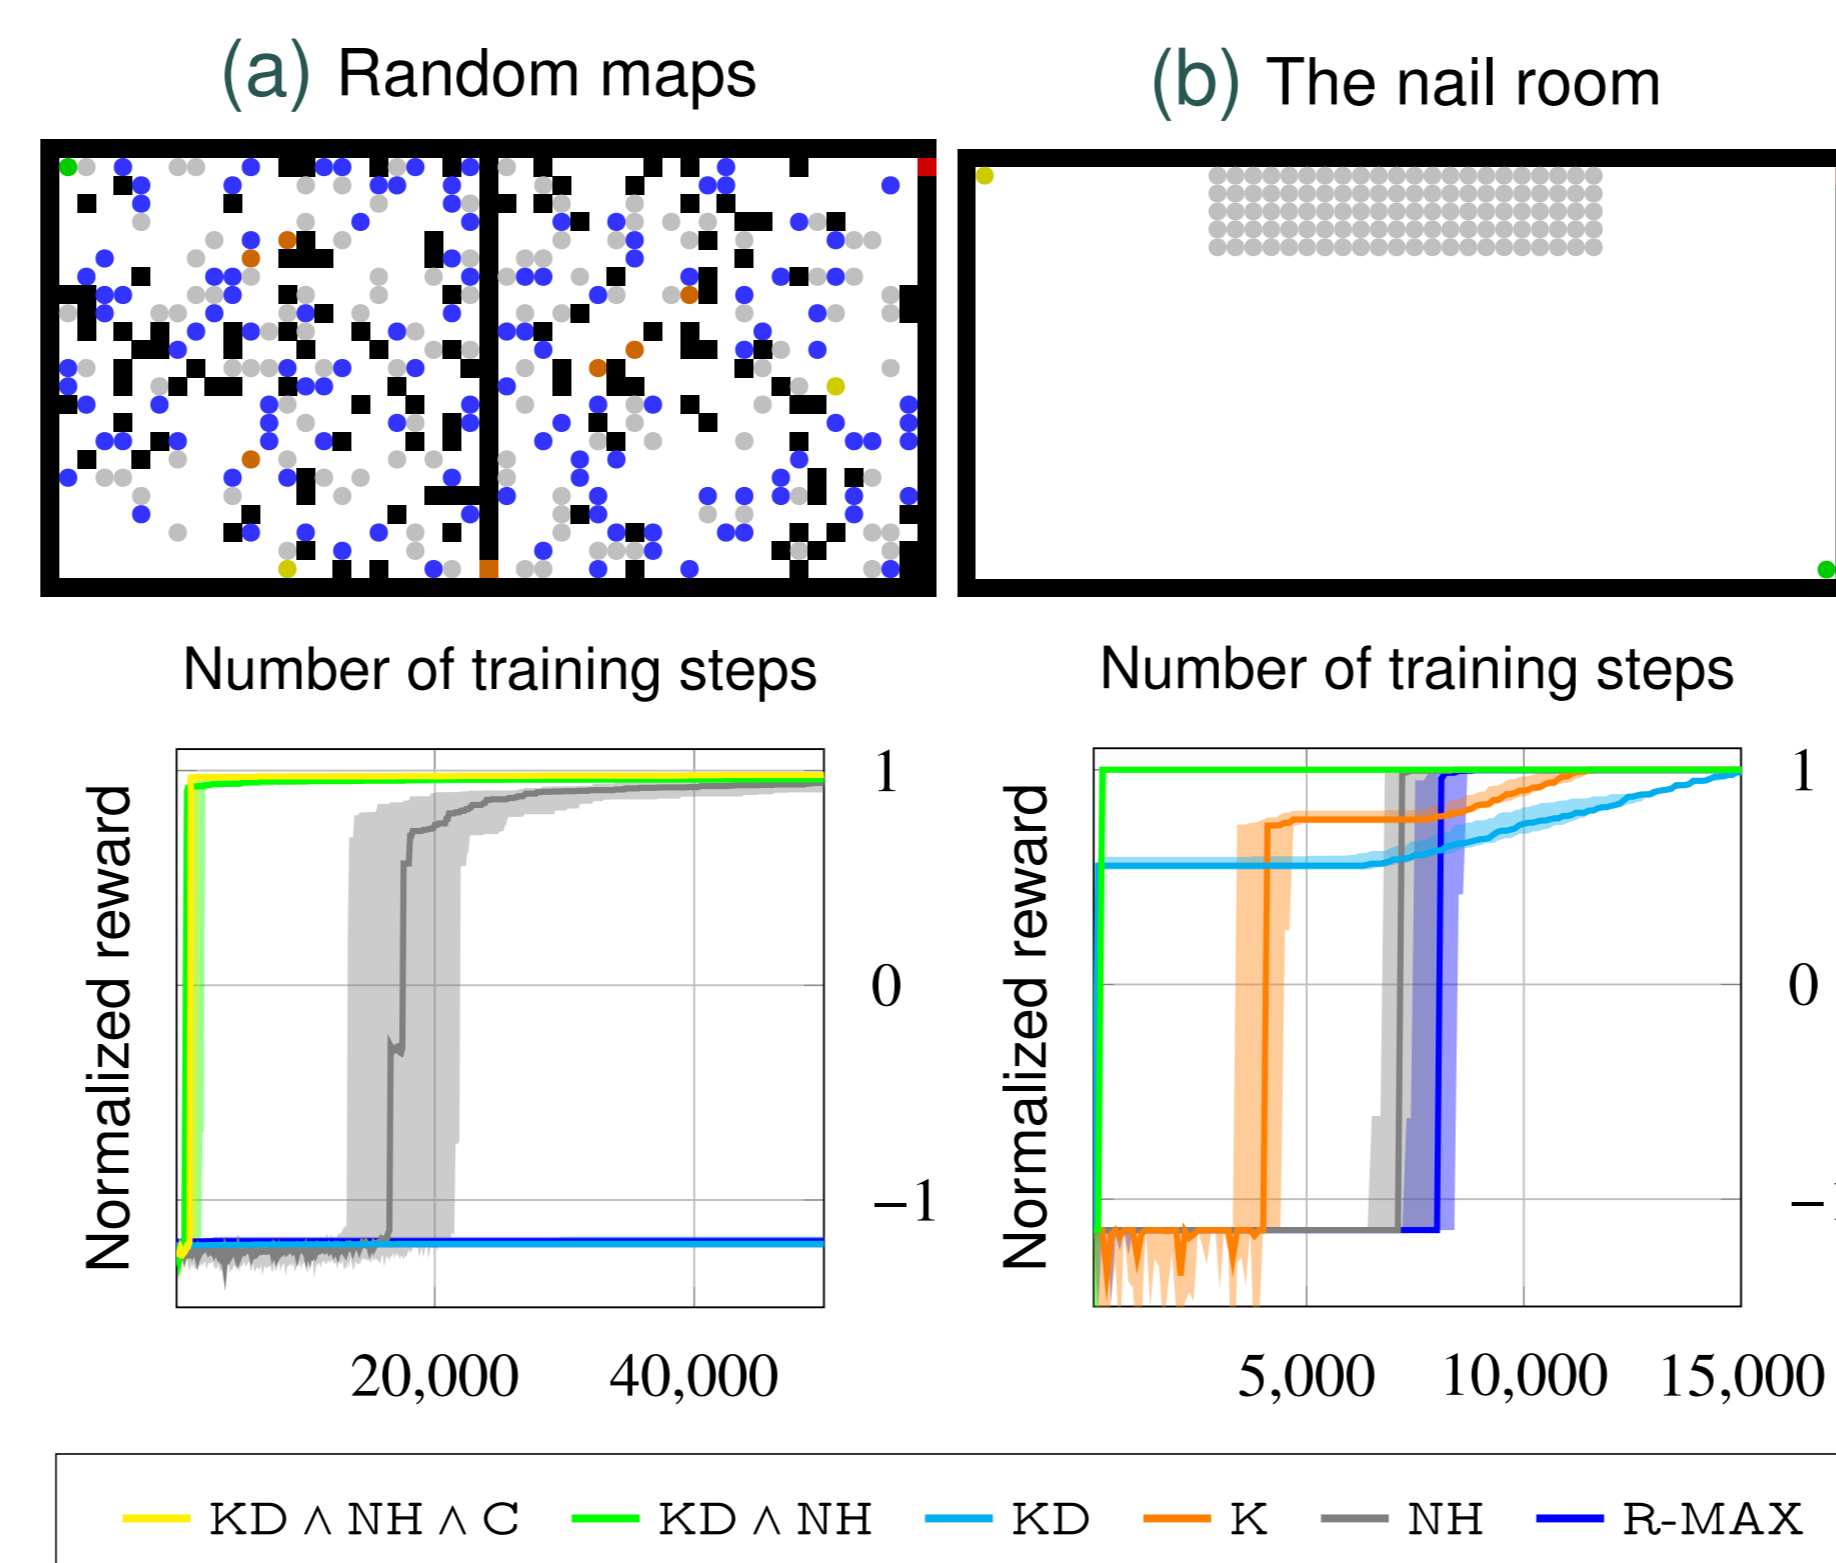 (a) Random maps
(b) The nail room
Number of training steps
Number of training steps
Normalized reward
1
0
−1
20,000 40,000
Normalized reward
1
0
5,000 10,000 15,000
KD ∧ NH ∧ C KD ∧ NH KD K NH R-MAX